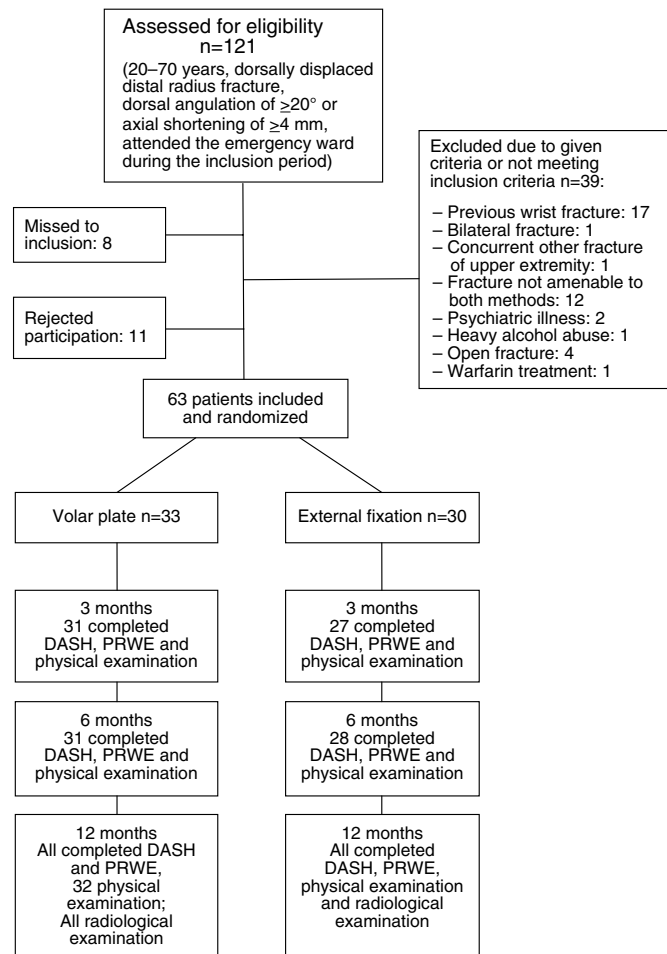 Assessed for eligibility
n=121
(20–70 years, dorsally displaced
distal radius fracture,
dorsal angulation of ≥20° or
axial shortening of ≥4 mm,
attended the emergency ward
during the inclusion period)
Excluded due to given
criteria or not meeting
inclusion criteria n=39:
– Previous wrist fracture: 17
– Bilateral fracture: 1
– Concurrent other fracture
of upper extremity: 1
– Fracture not amenable to
both methods: 12
– Psychiatric illness: 2
– Heavy alcohol abuse: 1
– Open fracture: 4
– Warfarin treatment: 1
Missed to
inclusion: 8
Rejected
participation: 11
63 patients included
and randomized
Volar plate n=33
External fixation n=30
3 months
31 completed
DASH, PRWE and
physical examination
3 months
27 completed
DASH, PRWE and
physical examination
6 months
31 completed
DASH, PRWE and
physical examination
6 months
28 completed
DASH, PRWE and
physical examination
12 months
All completed DASH
and PRWE,
32 physical
examination;
All radiological
examination
12 months
All completed
DASH, PRWE,
physical examination
and radiological
examination